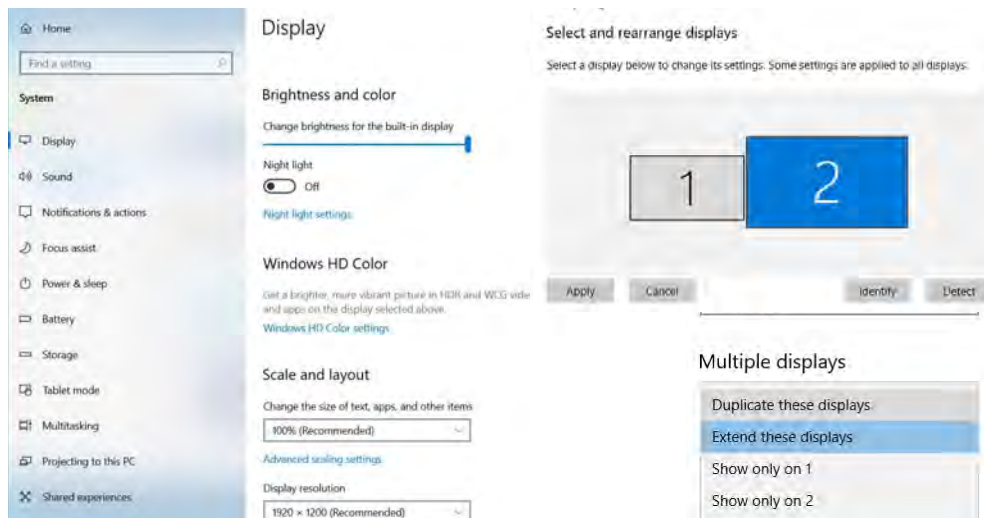 Home
Find a setting
System
Display
Sound
Notifications & actions
Focus assist
Power & sleep
Battery
Storage
Tablet mode
Multitasking
Projecting to this PC
Shared experiences
Display
Brightness and color
Change brightness for the built-in display
Night light
Off
Night light settings
Windows HD Color
Get a brighter, more vibrant picture in HDR and WCG vide
and apps on the display selected above.
Windows HD Color settings
Scale and layout
Change the size of text, apps, and other items
100% (Recommended)
Advanced scaling settings
Display resolution
1920 × 1200 (Recommended)
Select and rearrange displays
Select a display below to change its settings. Some settings are applied to all displays.
1
2
Apply
Cancel
Identify
Detect
Multiple displays
Duplicate these displays
Extend these displays
Show only on 1
Show only on 2